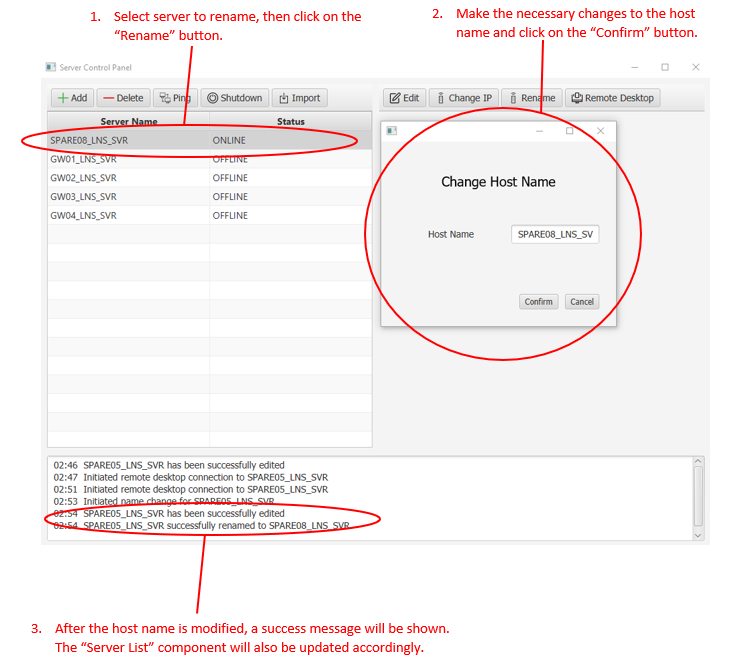 1. Select server to rename, then click on the
“Rename” button.
2. Make the necessary changes to the host
name and click on the “Confirm” button.
Server Control Panel
Add Delete Ping Shutdown Import
Edit Change IP Rename Remote Desktop
Server Name Status
SPARE08_LNS_SVR ONLINE
GW01_LNS_SVR OFFLINE
GW02_LNS_SVR OFFLINE
GW03_LNS_SVR OFFLINE
GW04_LNS_SVR OFFLINE
Change Host Name
Host Name SPARE08_LNS_SV
Confirm Cancel
02:46 SPARE05_LNS_SVR has been successfully edited
02:47 Initiated remote desktop connection to SPARE05_LNS_SVR
02:51 Initiated remote desktop connection to SPARE05_LNS_SVR
02:53 Initiated name change for SPARE05_LNS_SVR
02:54 SPARE05_LNS_SVR has been successfully edited
02:54 SPARE05_LNS_SVR successfully renamed to SPARE08_LNS_SVR
3. After the host name is modified, a success message will be shown.
The “Server List” component will also be updated accordingly.